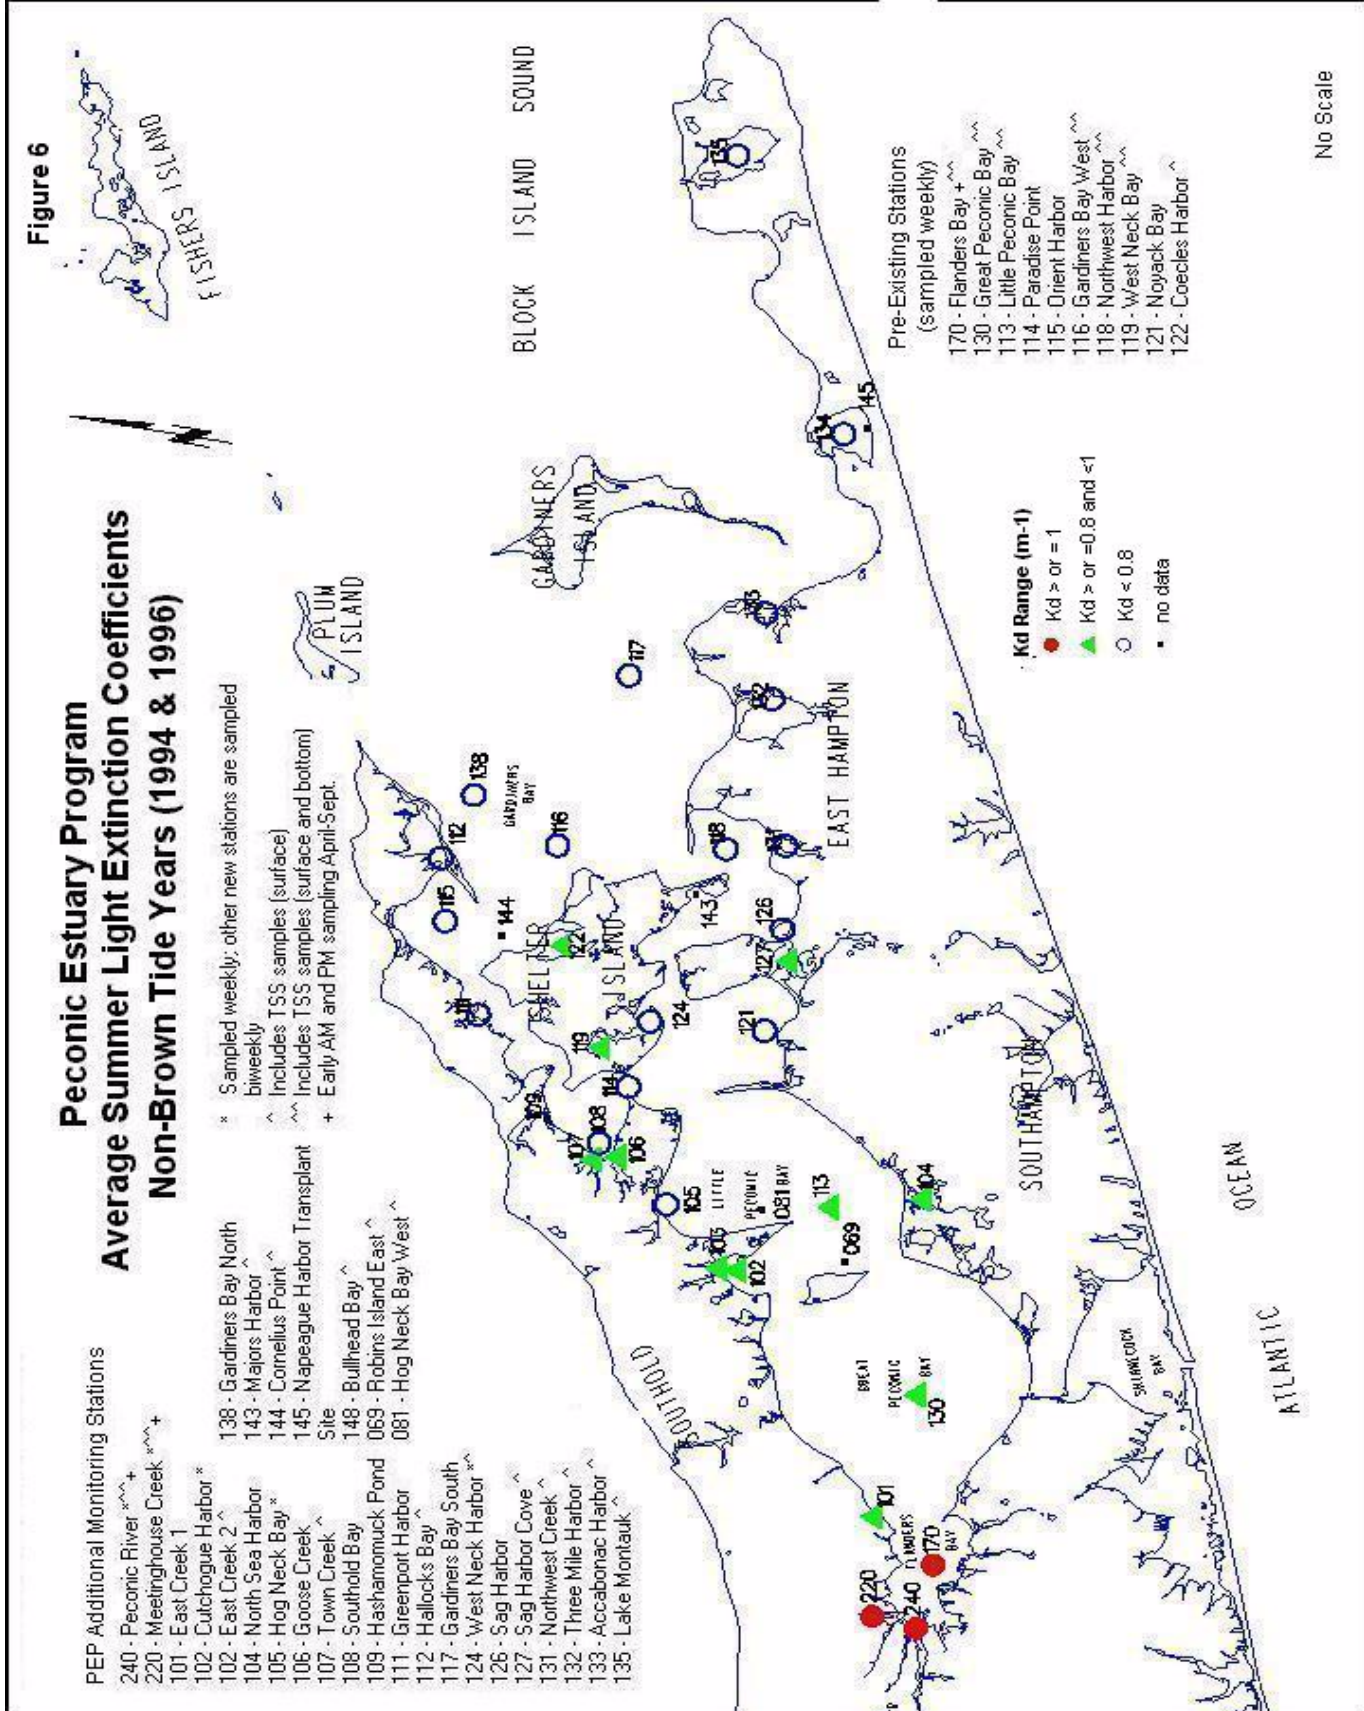 Figure 6
Peconic Estuary Program
Average Summer Light Extinction Coefficients
Non-Brown Tide Years (1994 & 1996)
PEP Additional Monitoring Stations
240 - Peconic River *^^+
220 - Meetinghouse Creek *^^+
101 - East Creek 1
102 - Cutchogue Harbor*
102 - East Creek 2^
104 - North Sea Harbor
105 - Hog Neck Bay*
106 - Goose Creek
107 - Town Creek^
108 - Southold Bay
109 - Hashamomuck Pond
111 - Greenport Harbor
112 - Hallocks Bay^
117 - Gardiners Bay South
124 - West Neck Harbor*^
126 - Sag Harbor
127 - Sag Harbor Cove^
131 - Northwest Creek^
132 - Three Mile Harbor^
133 - Accabonac Harbor^
135 - Lake Montauk^
138 - Gardiners Bay North
143 - Majors Harbor^
144 - Cornelius Point^
145 - Napeague Harbor Transplant
Site
148 - Bullhead Bay^
069 - Robins Island East^
081 - Hog Neck Bay West^
* Sampled weekly; other new stations are sampled
biweekly
^ Includes TSS samples (surface)
^^ Includes TSS samples (surface and bottom)
+ Early AM and PM sampling April-Sept.
FISHERS ISLAND
BLOCK ISLAND SOUND
PLUM
ISLAND
GARDINERS
ISLAND
GARDINERS
BAY
SHELTER
ISLAND
SOUTHOLD
LITTLE
PECONIC
BAY
GREAT
PECONIC
BAY
FLANDERS
BAY
EAST HAMPTON
SOUTHAMPTON
SHINNECOCK
BAY
ATLANTIC
OCEAN
112
138
115
116
144
117
111
122
118
143
131
132
133
134
145
135
126
127
124
121
119
114
109
107
108
106
105
103
102
081
113
069
104
130
101
170
220
240
Kd Range (m-1)
Kd > or = 1
Kd > or =0.8 and <1
Kd < 0.8
no data
Pre-Existing Stations
(sampled weekly)
170 - Flanders Bay + ^^
130 - Great Peconic Bay ^^
113 - Little Peconic Bay ^^
114 - Paradise Point
115 - Orient Harbor
116 - Gardiners Bay West ^^
118 - Northwest Harbor ^^
119 - West Neck Bay ^^
121 - Noyack Bay
122 - Coecles Harbor ^
No Scale